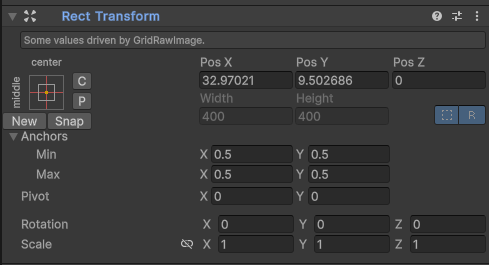 Rect Transform
Some values driven by GridRawImage.
center
middle
Pos X Pos Y Pos Z
32.97021 9.502686 0
C
Width Height
P
400 400 R
New Snap
Anchors
Min X 0.5 Y 0.5
Max X 0.5 Y 0.5
Pivot X 0 Y 0
Rotation X 0 Y 0 Z 0
Scale X 1 Y 1 Z 1